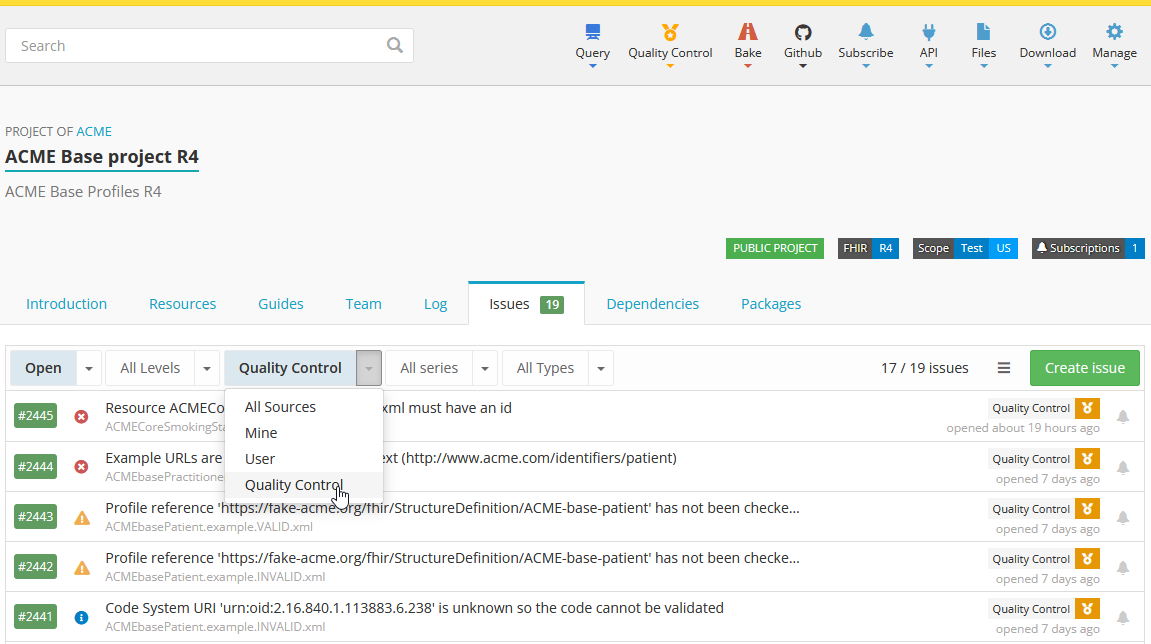 Search
Query
Quality Control
Bake
Github
Subscribe
API
Files
Download
Manage
PROJECT OF ACME
ACME Base project R4
ACME Base Profiles R4
PUBLIC PROJECT
FHIR R4
Scope Test US
Subscriptions 1
Introduction
Resources
Guides
Team
Log
Issues 19
Dependencies
Packages
Open
All Levels
Quality Control
All series
All Types
17 / 19 issues
Create issue
All Sources
Mine
User
Quality Control
#2445
Resource ACMECo xml must have an id
ACMECoreSmokingSta
Quality Control
opened about 19 hours ago
#2444
Example URLs are ext (http://www.acme.com/identifiers/patient)
ACMEbasePractitione
Quality Control
opened 7 days ago
#2443
Profile reference 'https://fake-acme.org/fhir/StructureDefinition/ACME-base-patient' has not been checke...
ACMEbasePatient.example.VALID.xml
Quality Control
opened 7 days ago
#2442
Profile reference 'https://fake-acme.org/fhir/StructureDefinition/ACME-base-patient' has not been checke...
ACMEbasePatient.example.INVALID.xml
Quality Control
opened 7 days ago
#2441
Code System URI 'urn:oid:2.16.840.1.113883.6.238' is unknown so the code cannot be validated
ACMEbasePatient.example.INVALID.xml
Quality Control
opened 7 days ago